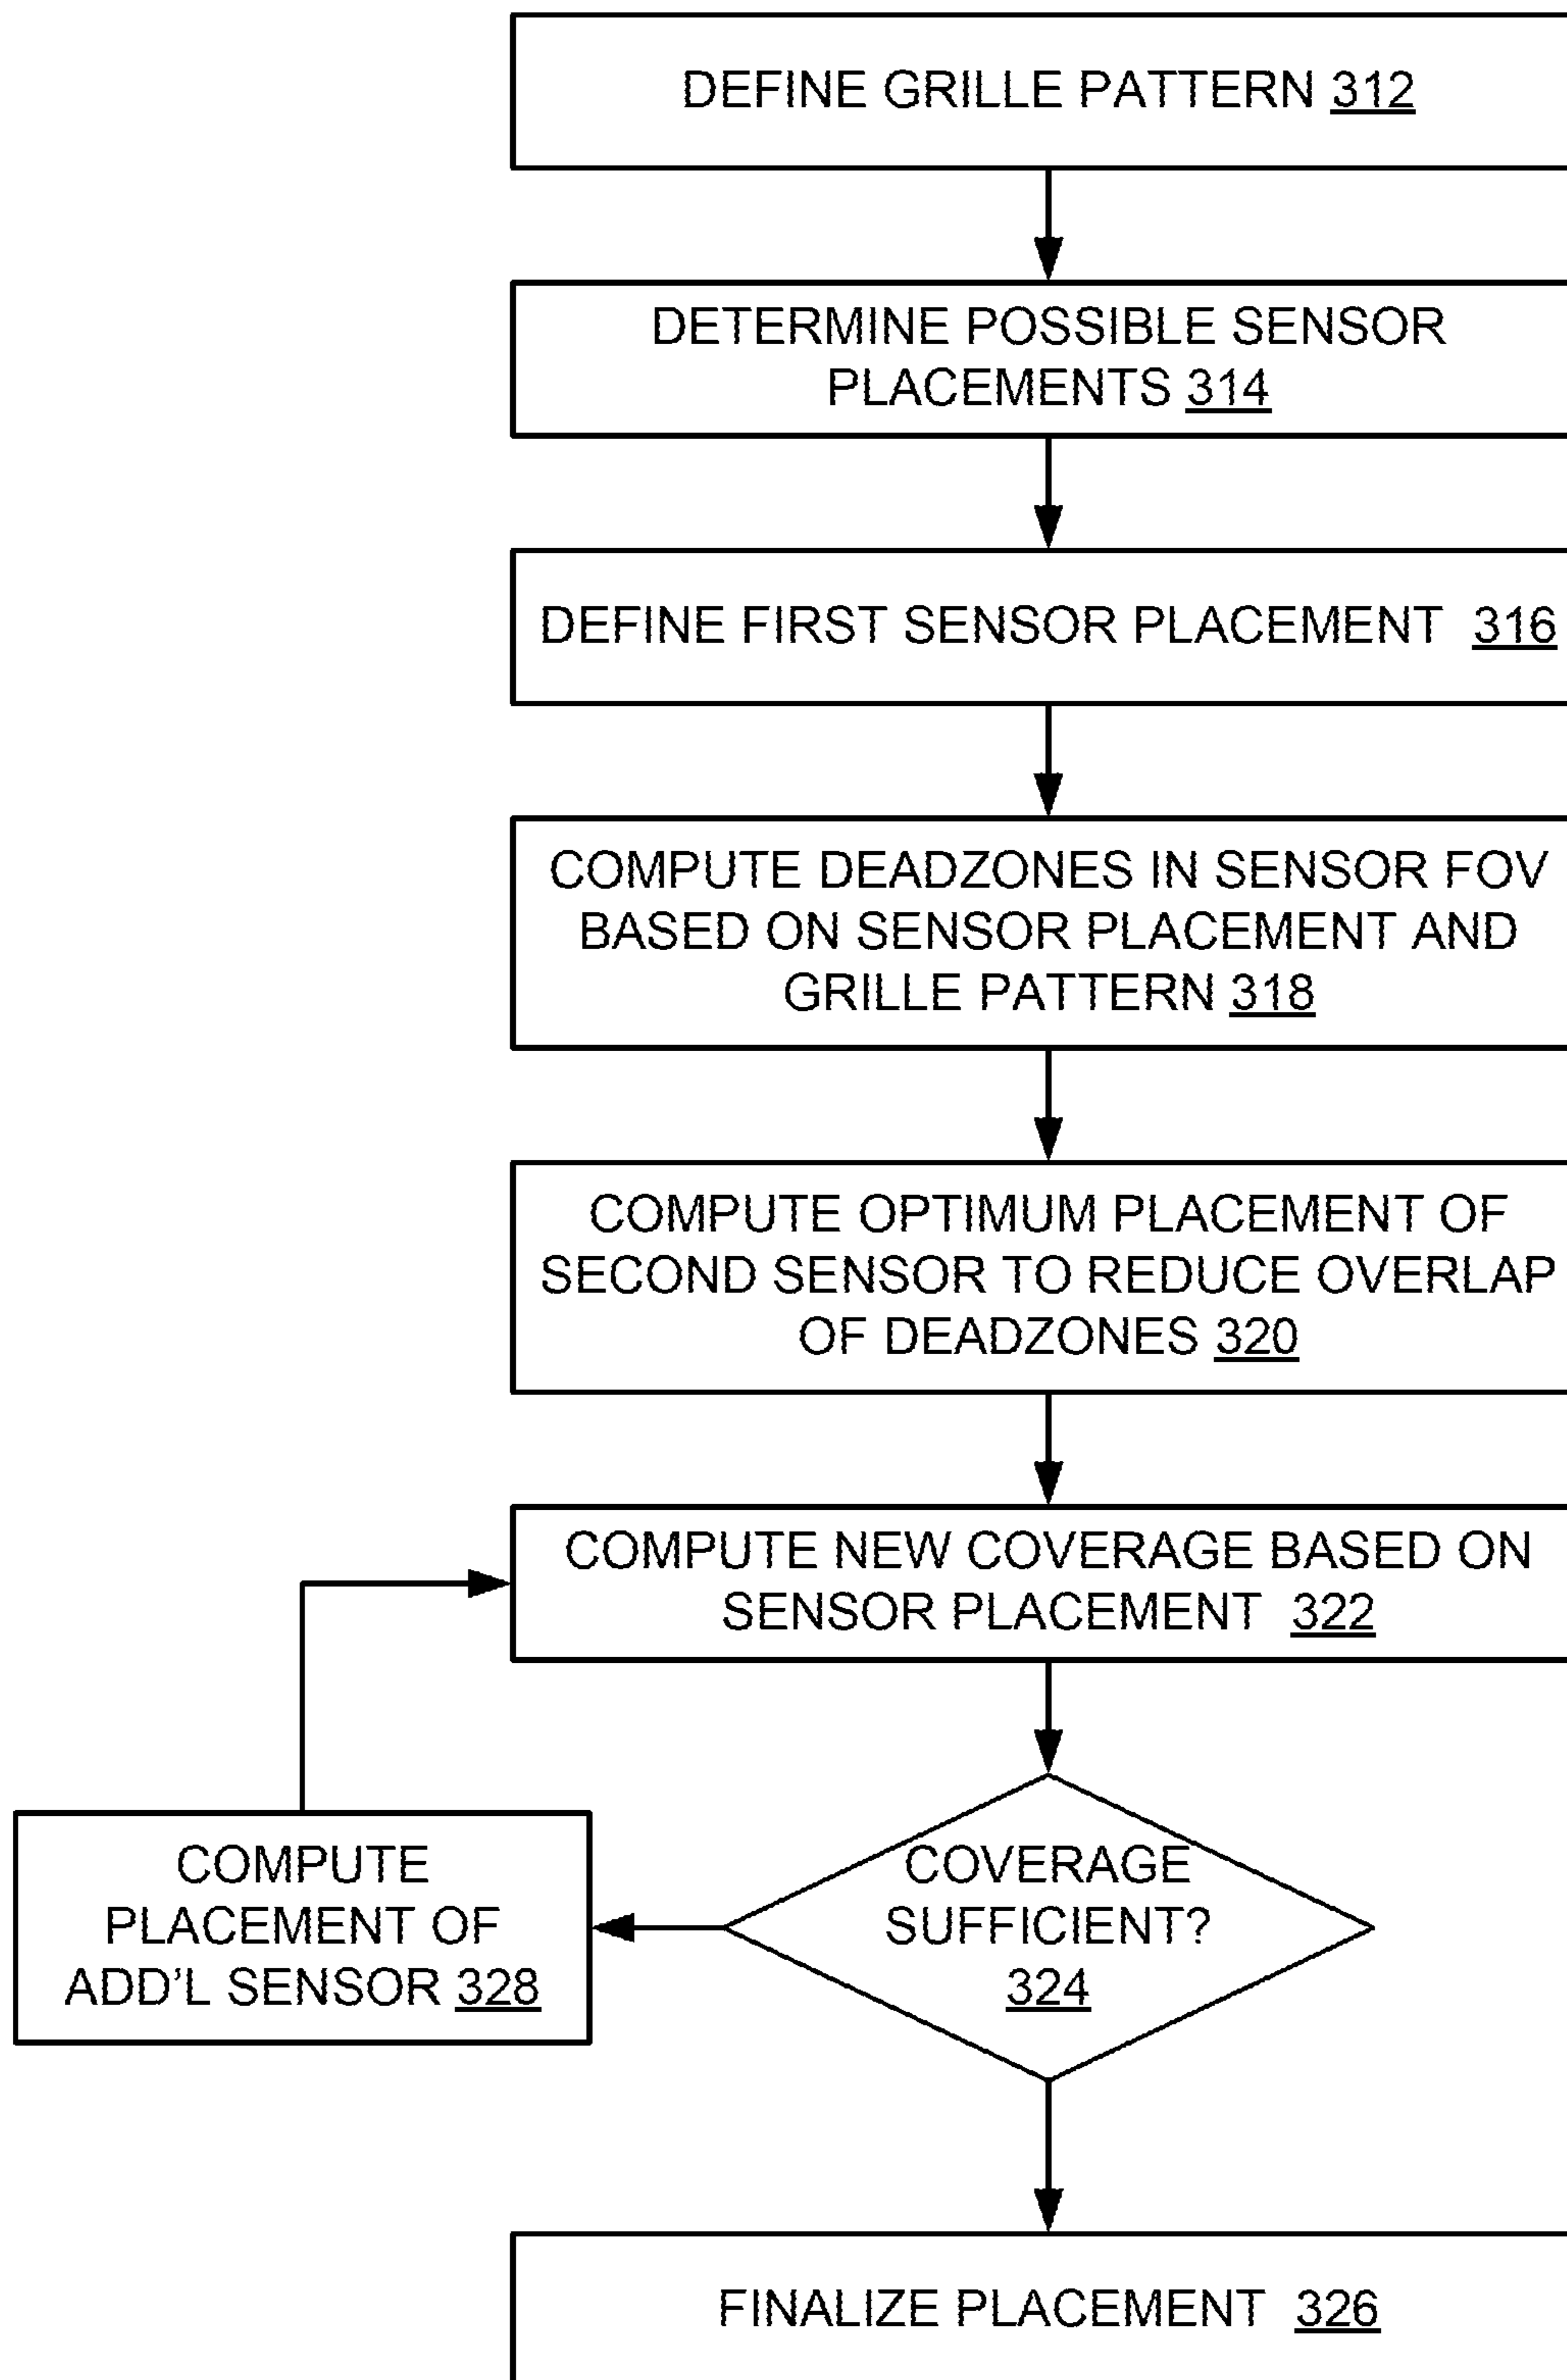 DEFINE GRILLE PATTERN 312
DETERMINE POSSIBLE SENSOR
PLACEMENTS 314
DEFINE FIRST SENSOR PLACEMENT 316
COMPUTE DEADZONES IN SENSOR FOV
BASED ON SENSOR PLACEMENT AND
GRILLE PATTERN 318
COMPUTE OPTIMUM PLACEMENT OF
SECOND SENSOR TO REDUCE OVERLAP
OF DEADZONES 320
COMPUTE NEW COVERAGE BASED ON
SENSOR PLACEMENT 322
COVERAGE
SUFFICIENT?
324
COMPUTE
PLACEMENT OF
ADD'L SENSOR 328
FINALIZE PLACEMENT 326